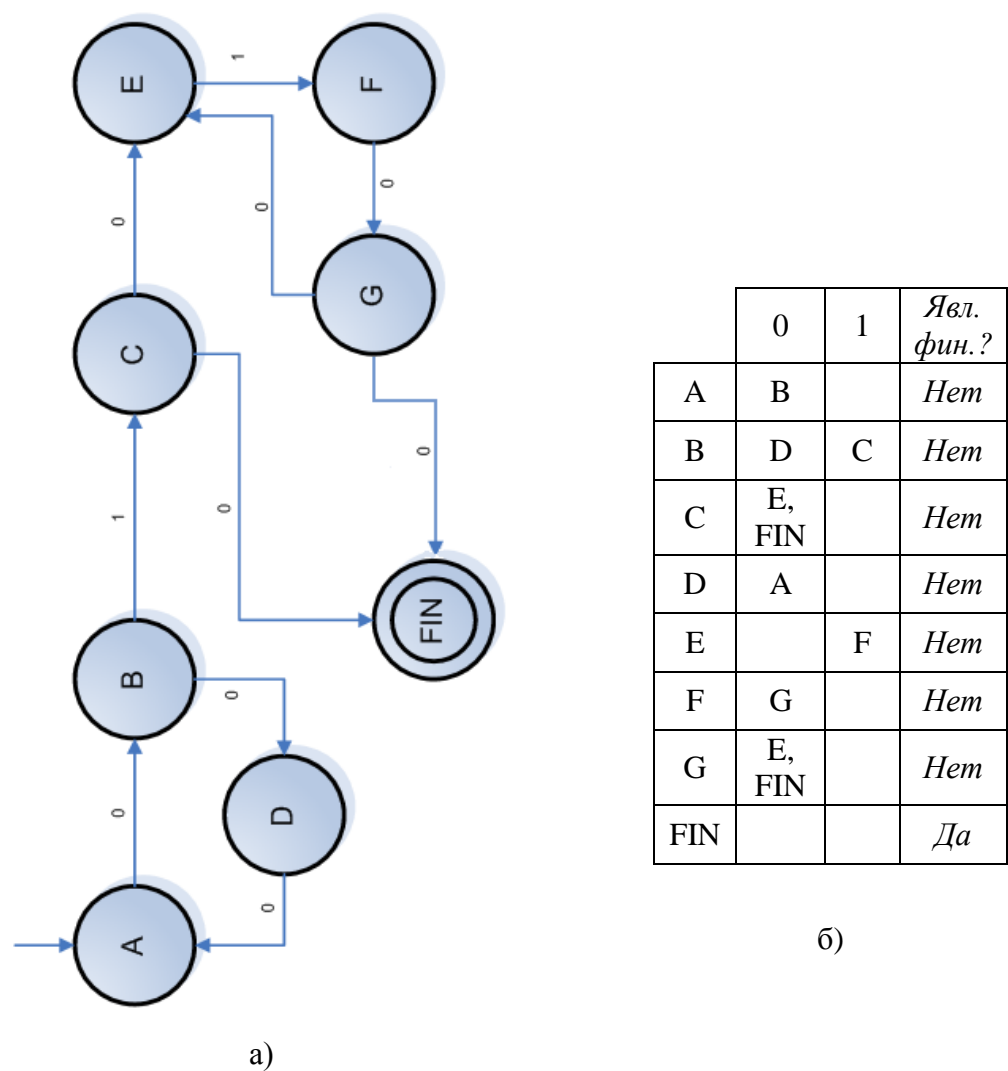 E
1
F
0
0
0
G
C
0
0
1
FIN
B
0
0
D
0
A
а)
0 1 Явл. фин.?
A B Нет
B D C Нет
C E, FIN Нет
D A Нет
E F Нет
F G Нет
G E, FIN Нет
FIN Да
б)